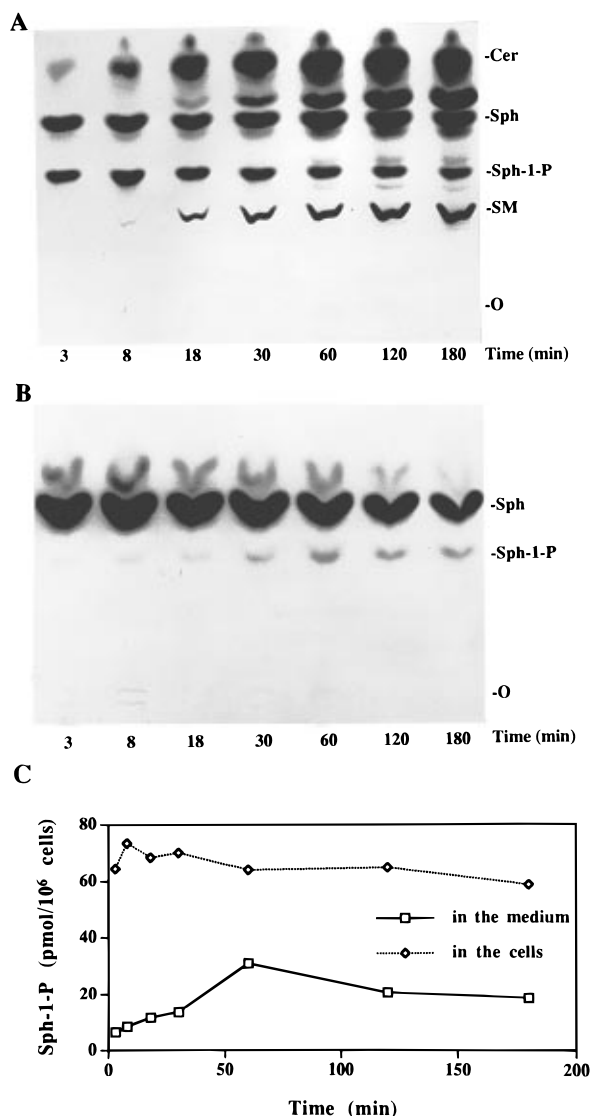 A
-Cer
-Sph
-Sph-1-P
-SM
-O
3 8 18 30 60 120 180 Time (min)
B
-Sph
-Sph-1-P
-O
3 8 18 30 60 120 180 Time (min)
C
Sph-1-P (pmol/10⁶ cells)
80
60
40
20
0
in the medium
in the cells
0 50 100 150 200
Time (min)